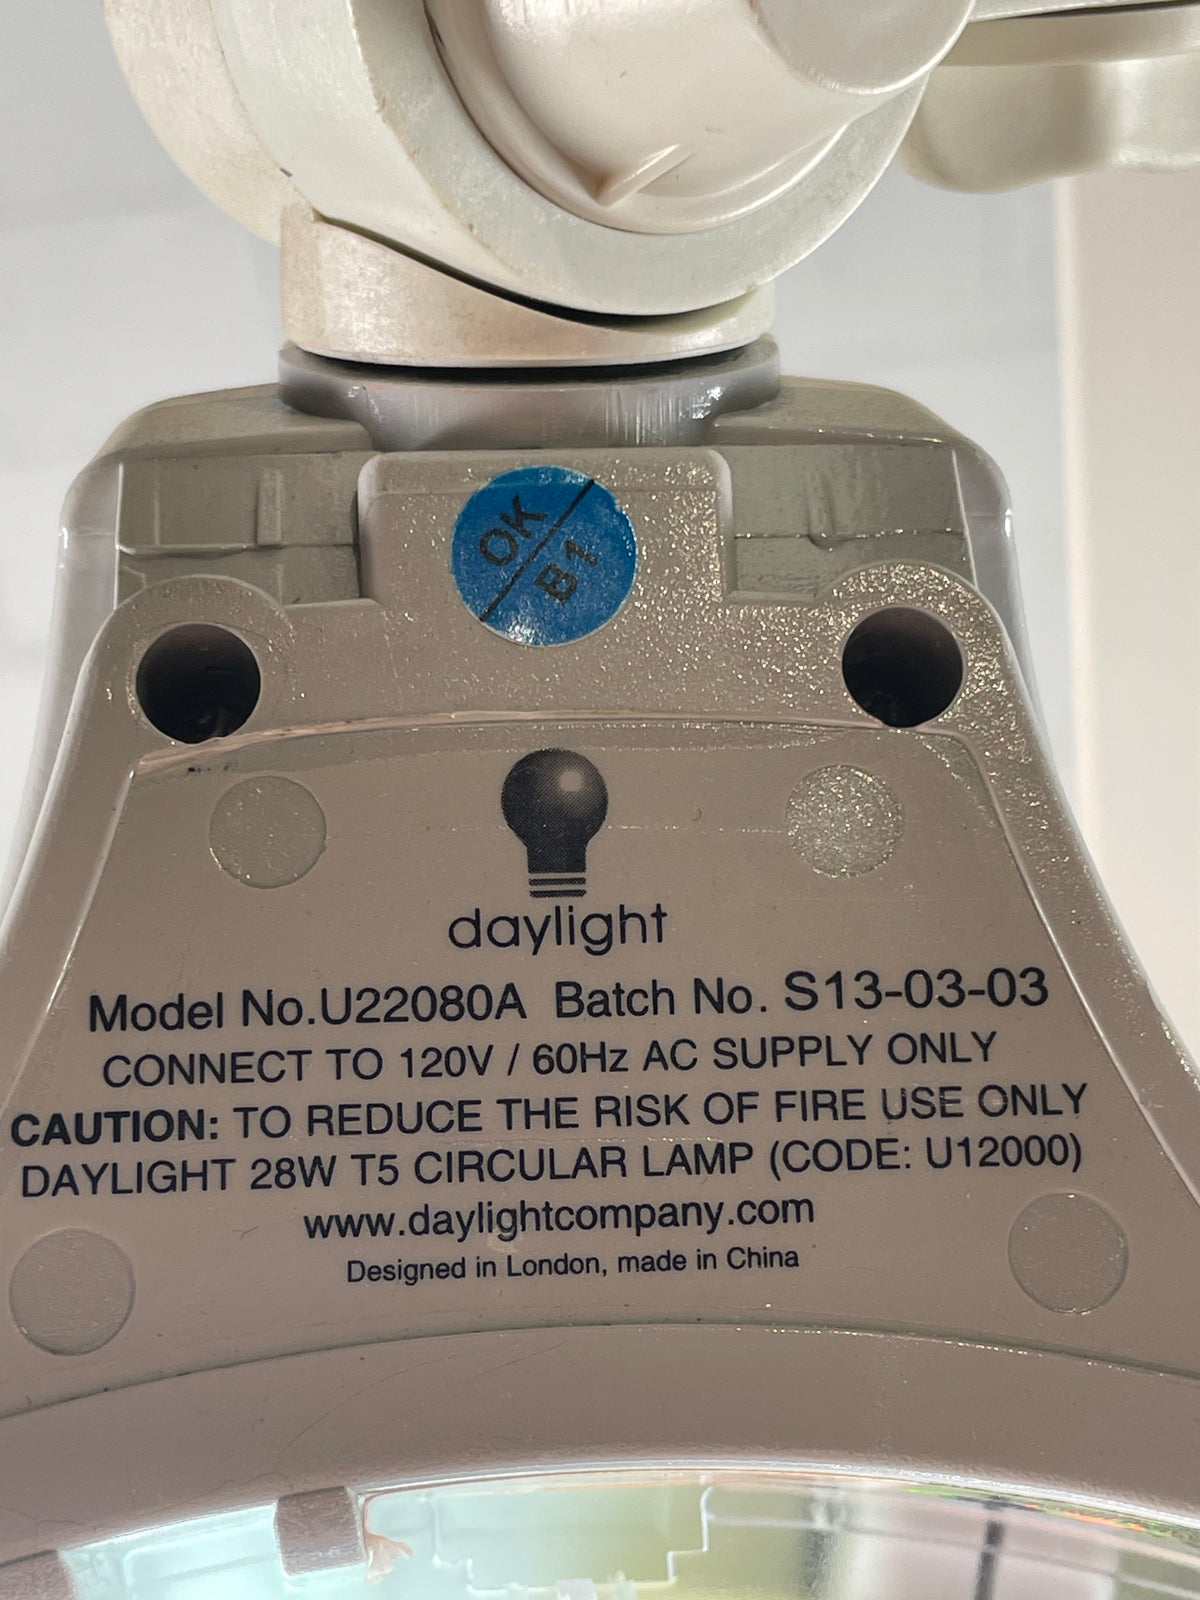 OK
B1
daylight
Model No.U22080A Batch No. S13-03-03
CONNECT TO 120V / 60Hz AC SUPPLY ONLY
CAUTION: TO REDUCE THE RISK OF FIRE USE ONLY
DAYLIGHT 28W T5 CIRCULAR LAMP (CODE: U12000)
www.daylightcompany.com
Designed in London, made in China